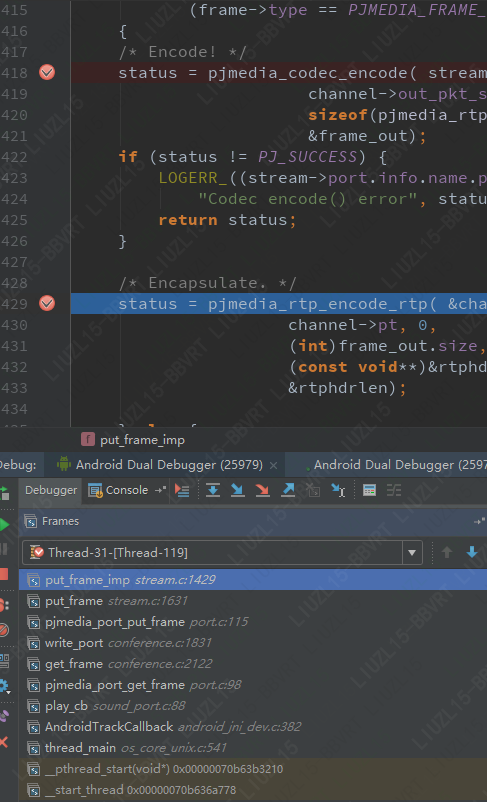 415 (frame->type == PJMEDIA_FRAME_
416 {
417 /* Encode! */
418 status = pjmedia_codec_encode( stream
419 channel->out_pkt_s
420 sizeof(pjmedia_rtp
421 &frame_out);
422 if (status != PJ_SUCCESS) {
423 LOGERR_((stream->port.info.name.p
424 "Codec encode() error", statu
425 return status;
426 }
427
428 /* Encapsulate. */
429 status = pjmedia_rtp_encode_rtp( &cha
430 channel->pt, 0,
431 (int)frame_out.size,
432 (const void**)&rtphd
433 &rtphdrlen);
434
f put_frame_imp
Debug: Android Dual Debugger (25979) × Android Dual Debugger (2597
Debugger Console
Frames
Thread-31-[Thread-119]
put_frame_imp stream.c:1429
put_frame stream.c:1631
pjmedia_port_put_frame port.c:115
write_port conference.c:1831
get_frame conference.c:2122
pjmedia_port_get_frame port.c:98
play_cb sound_port.c:88
AndroidTrackCallback android_jni_dev.c:382
thread_main os_core_unix.c:541
__pthread_start(void*) 0x00000070b63b3210
__start_thread 0x00000070b636a778
LIUZL15-BBVRT